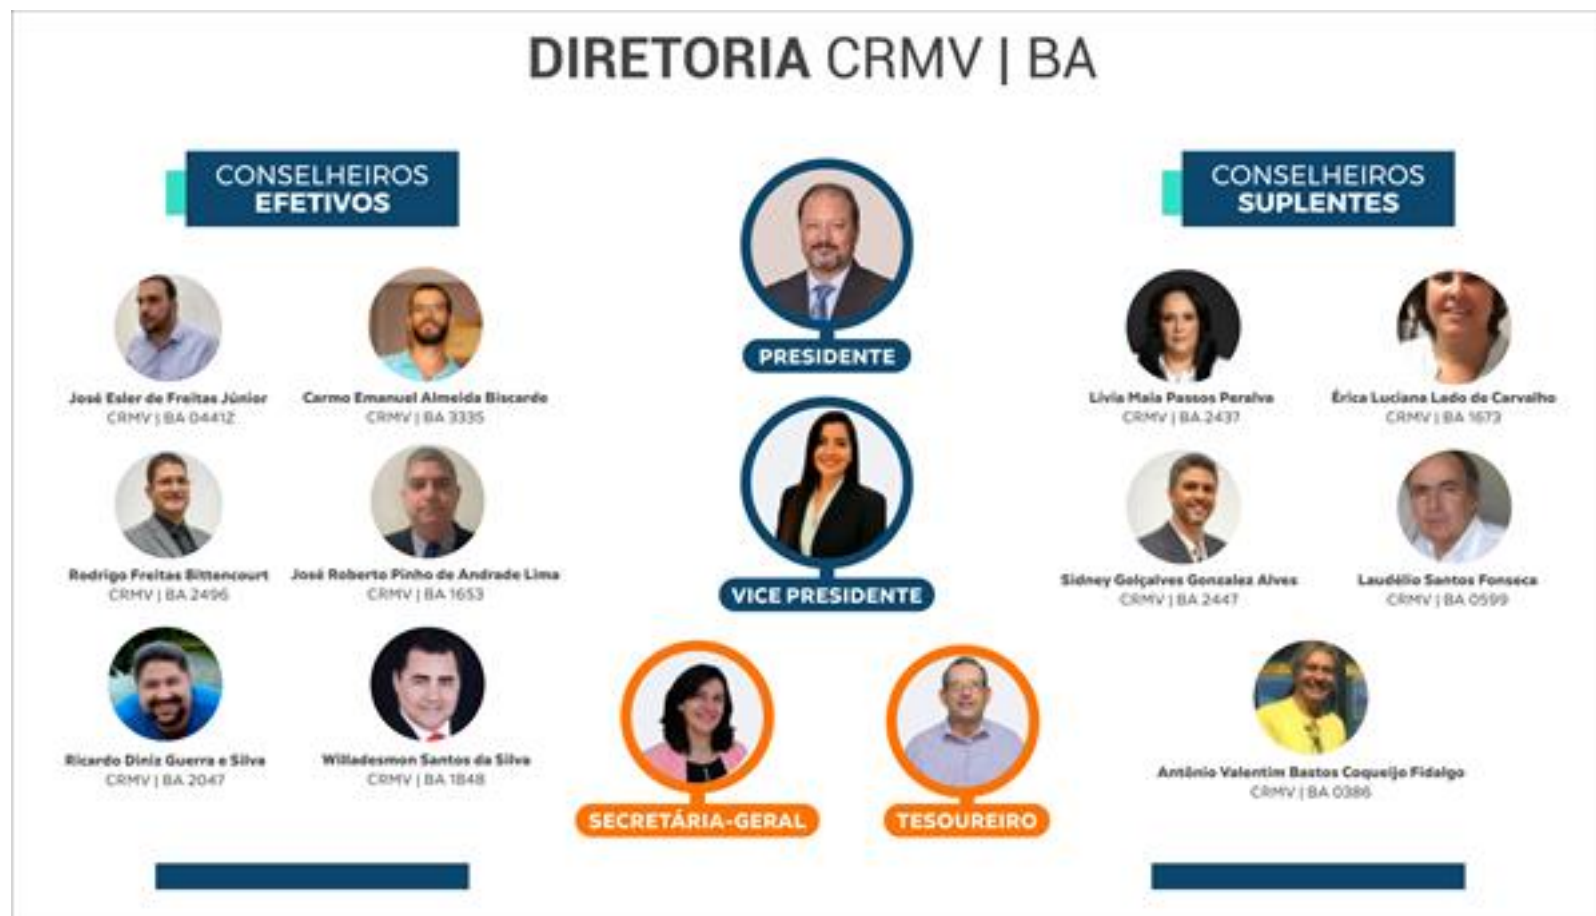 DIRETORIA CRMV | BA
CONSELHEIROS
EFETIVOS
José Esler de Freitas Júnior
CRMV | BA 0441Z
Carmo Emanuel Almeida Biscarde
CRMV | BA 3335
Rodrigo Freitas Bittencourt
CRMV | BA 2496
José Roberto Pinho de Andrade Lima
CRMV | BA 1653
Ricardo Diniz Guerra e Silva
CRMV | BA 2047
Willadesmon Santos da Silva
CRMV | BA 1848
PRESIDENTE
VICE PRESIDENTE
SECRETÁRIA-GERAL
TESOUREIRO
CONSELHEIROS
SUPLENTES
Lívia Maia Passos Peralva
CRMV | BA 2437
Érica Luciana Lado de Carvalho
CRMV | BA 1673
Sidney Golçalves Gonzalez Alves
CRMV | BA 2447
Laudélio Santos Fonseca
CRMV | BA 0599
Antônio Valentim Bastos Coqueijo Fidalgo
CRMV | BA 0386